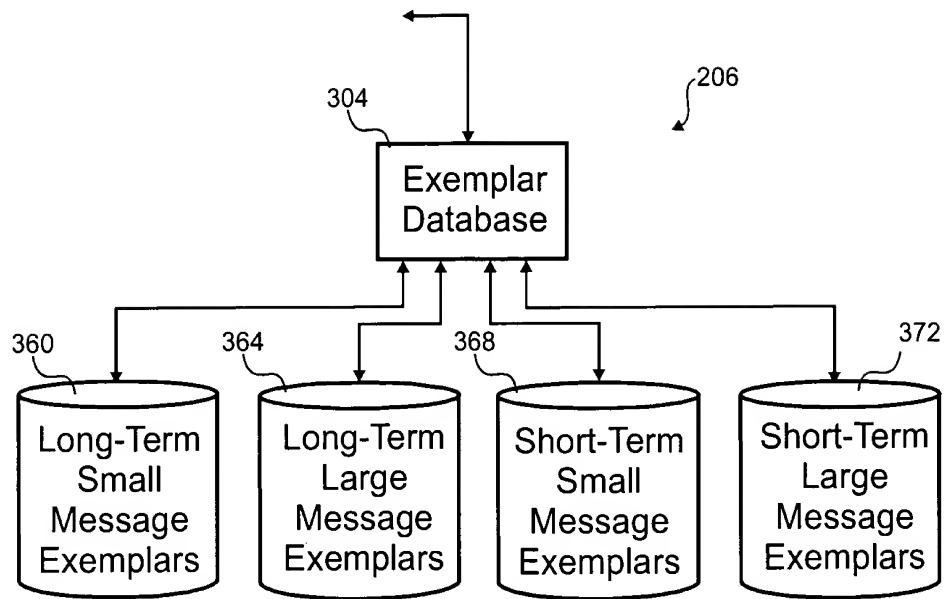 206
304
Exemplar
Database
360
364
368
372
Long-Term
Small
Message
Exemplars
Long-Term
Large
Message
Exemplars
Short-Term
Small
Message
Exemplars
Short-Term
Large
Message
Exemplars